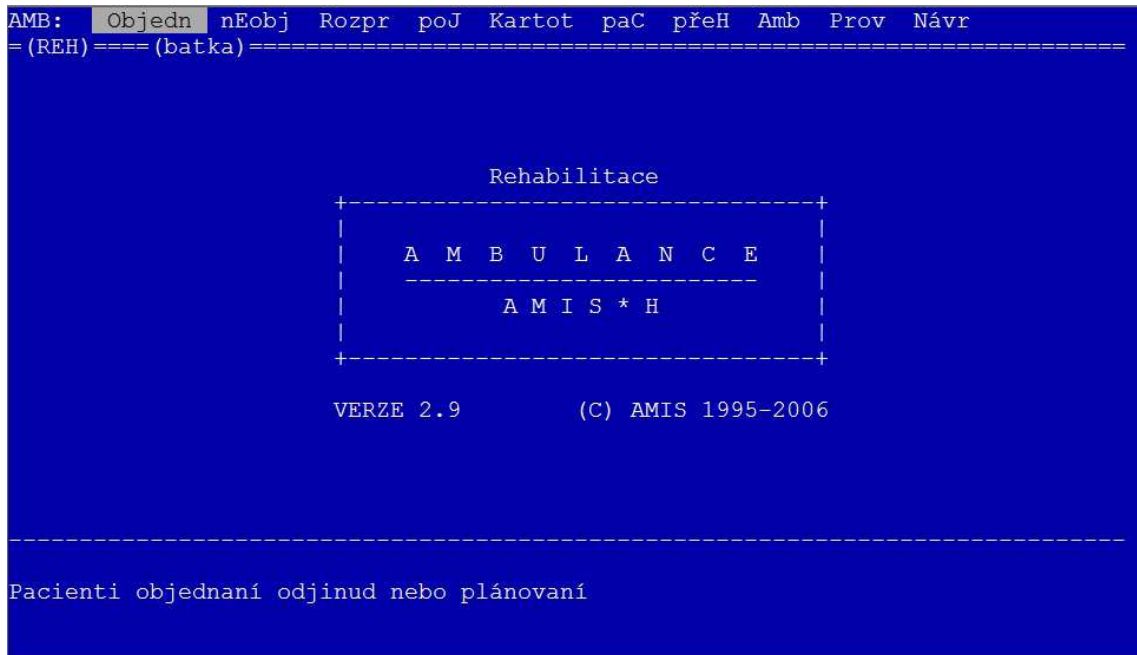 AMB: Objedn nEobj Rozpr poJ Kartot paC přeH Amb Prov Návr
=(REH)====(batka)==============================================================
Rehabilitace
A M B U L A N C E
A M I S * H
VERZE 2.9 (C) AMIS 1995-2006
Pacienti objednaní odjinud nebo plánovaní